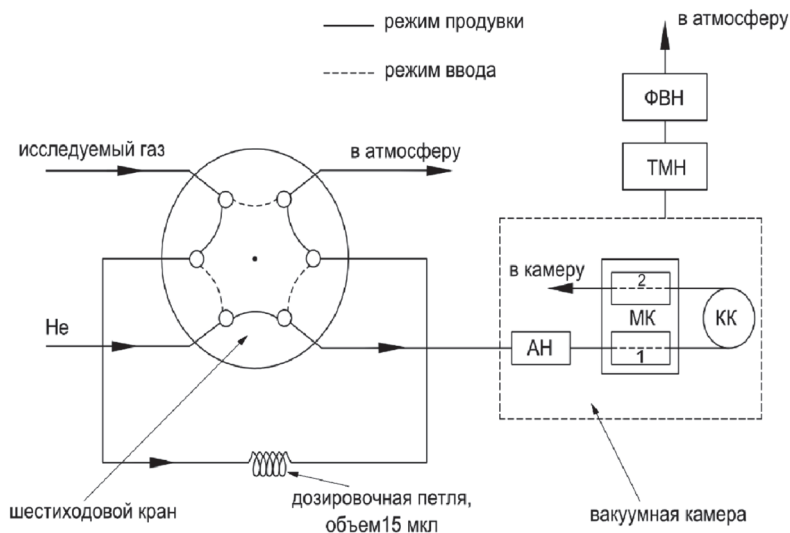 режим продувки
режим ввода
в атмосферу
ФВН
ТМН
исследуемый газ
в атмосферу
Не
в камеру
2
МК
КК
АН
1
дозировочная петля,
объем15 мкл
шестиходовой кран
вакуумная камера